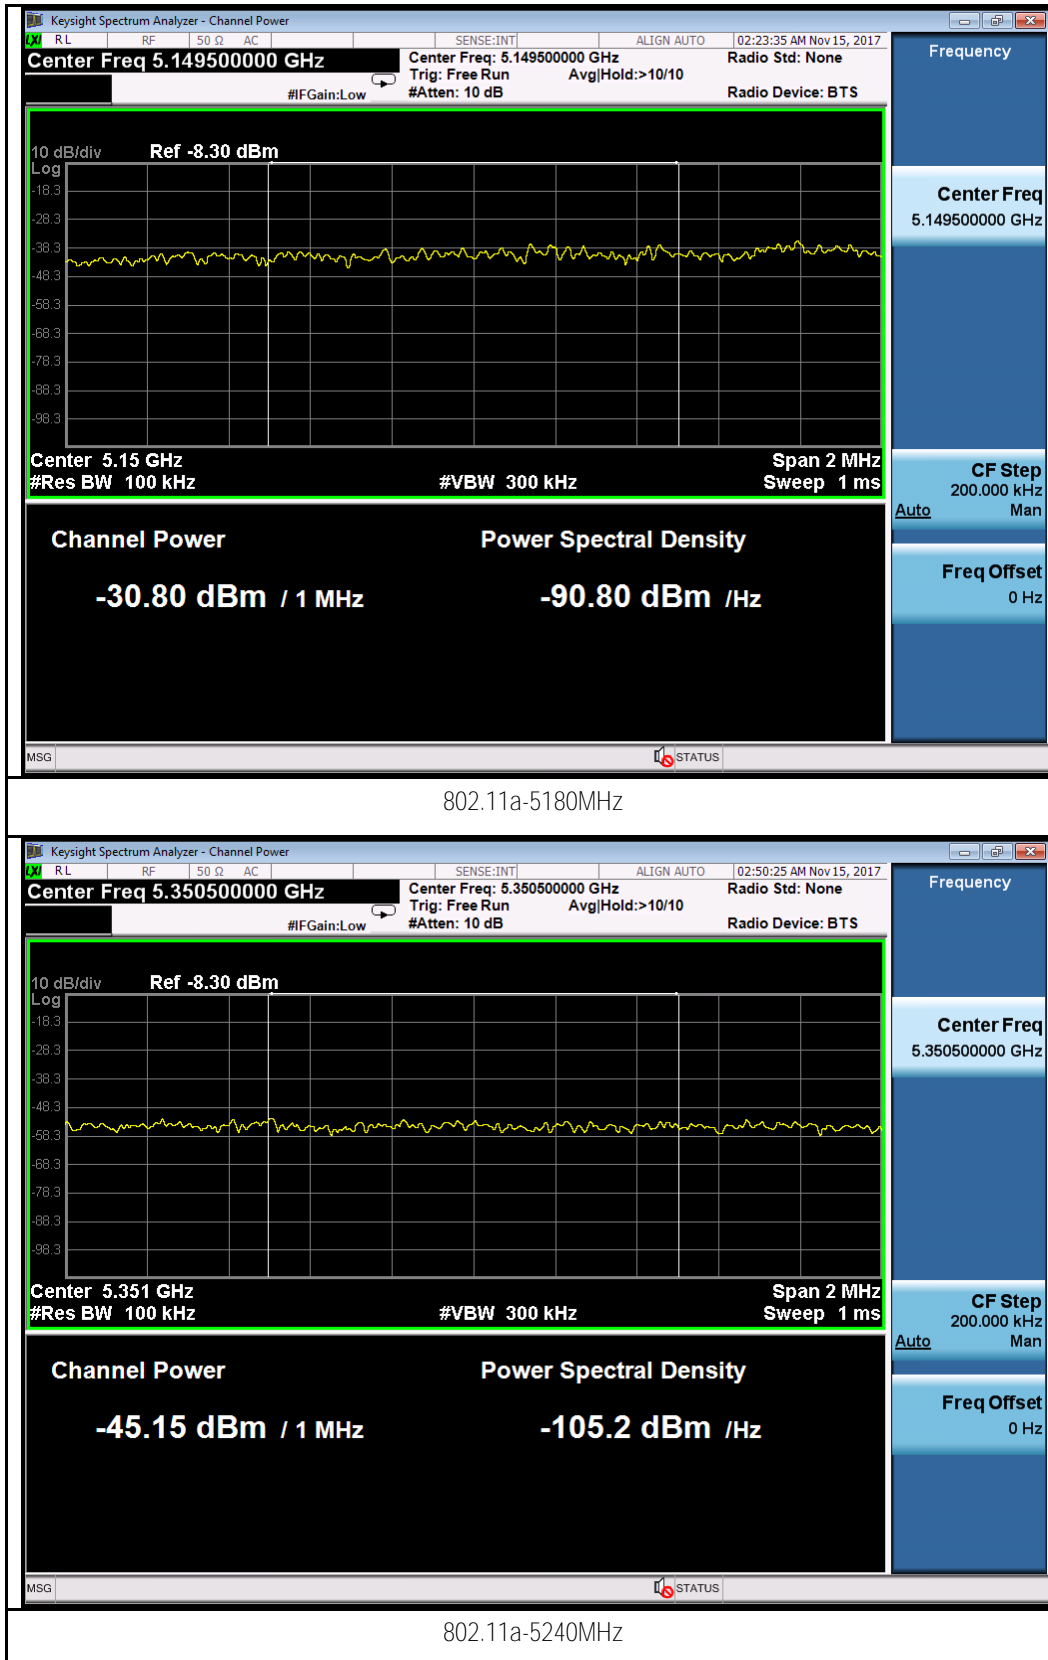 Keysight Spectrum Analyzer - Channel Power
LXI RL RF 50 Ω AC SENSE:INT ALIGN AUTO 02:23:35 AM Nov 15, 2017
Center Freq 5.149500000 GHz
Center Freq: 5.149500000 GHz Radio Std: None
Trig: Free Run Avg|Hold:>10/10
#IFGain:Low #Atten: 10 dB Radio Device: BTS
Frequency
10 dB/div Ref -8.30 dBm
Log
-18.3
-28.3
-38.3
-48.3
-58.3
-68.3
-78.3
-88.3
-98.3
Center 5.15 GHz Span 2 MHz
#Res BW 100 kHz #VBW 300 kHz Sweep 1 ms
Center Freq
5.149500000 GHz
CF Step
200.000 kHz
Auto Man
Freq Offset
0 Hz
Channel Power Power Spectral Density
-30.80 dBm / 1 MHz -90.80 dBm /Hz
MSG STATUS
802.11a-5180MHz
Keysight Spectrum Analyzer - Channel Power
LXI RL RF 50 Ω AC SENSE:INT ALIGN AUTO 02:50:25 AM Nov 15, 2017
Center Freq 5.350500000 GHz
Center Freq: 5.350500000 GHz Radio Std: None
Trig: Free Run Avg|Hold:>10/10
#IFGain:Low #Atten: 10 dB Radio Device: BTS
Frequency
10 dB/div Ref -8.30 dBm
Log
-18.3
-28.3
-38.3
-48.3
-58.3
-68.3
-78.3
-88.3
-98.3
Center 5.351 GHz Span 2 MHz
#Res BW 100 kHz #VBW 300 kHz Sweep 1 ms
Center Freq
5.350500000 GHz
CF Step
200.000 kHz
Auto Man
Freq Offset
0 Hz
Channel Power Power Spectral Density
-45.15 dBm / 1 MHz -105.2 dBm /Hz
MSG STATUS
802.11a-5240MHz